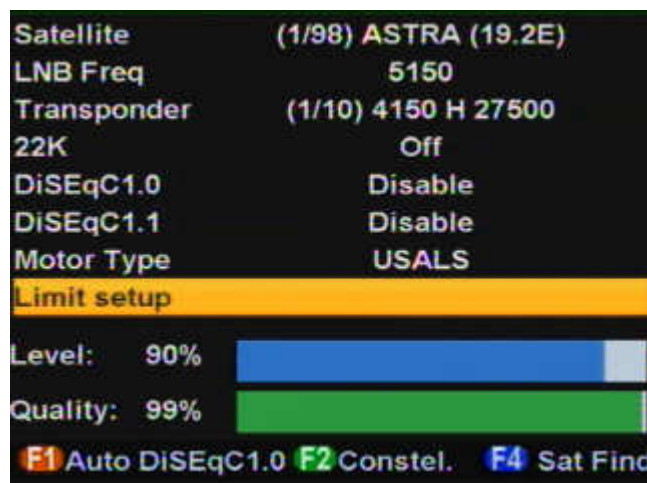 Satellite (1/98) ASTRA (19.2E)
LNB Freq 5150
Transponder (1/10) 4150 H 27500
22K Off
DiSEqC1.0 Disable
DiSEqC1.1 Disable
Motor Type USALS
Limit setup
Level: 90%
Quality: 99%
F1 Auto DiSEqC1.0 F2 Constel. F4 Sat Find